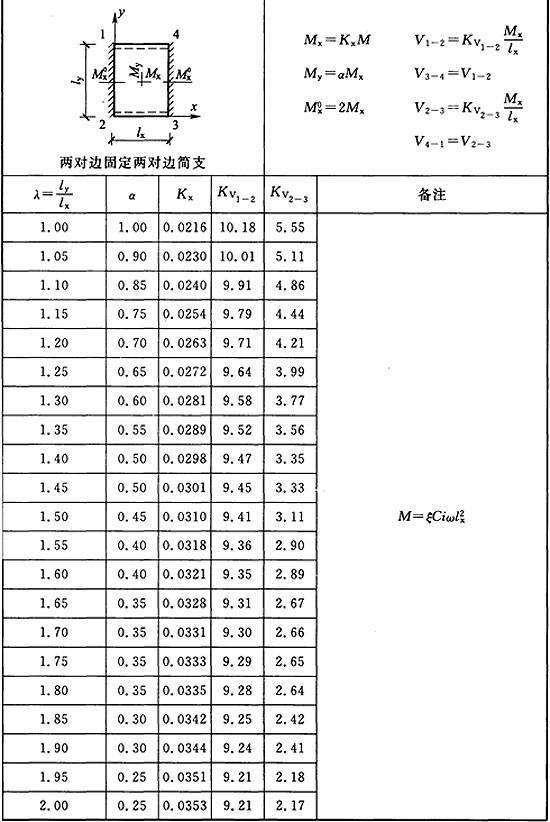 y
1 4
l_y M_x^0 M_y M_x M_x^0
2 3 x
l_x
两对边固定两对边简支
M_x=K_xM V_{1-2}=K_{V_{1-2}} M_x/l_x
M_y=αM_x V_{3-4}=V_{1-2}
M_x^0=2M_x V_{2-3}=K_{V_{2-3}} M_x/l_x
V_{4-1}=V_{2-3}
λ=l_y/l_x α K_x K_{V_{1-2}} K_{V_{2-3}} 备注
1.00 1.00 0.0216 10.18 5.55
1.05 0.90 0.0230 10.01 5.11
1.10 0.85 0.0240 9.91 4.86
1.15 0.75 0.0254 9.79 4.44
1.20 0.70 0.0263 9.71 4.21
1.25 0.65 0.0272 9.64 3.99
1.30 0.60 0.0281 9.58 3.77
1.35 0.55 0.0289 9.52 3.56
1.40 0.50 0.0298 9.47 3.35
1.45 0.50 0.0301 9.45 3.33
1.50 0.45 0.0310 9.41 3.11 M=ξCiωl_x^2
1.55 0.40 0.0318 9.36 2.90
1.60 0.40 0.0321 9.35 2.89
1.65 0.35 0.0328 9.31 2.67
1.70 0.35 0.0331 9.30 2.66
1.75 0.35 0.0333 9.29 2.65
1.80 0.35 0.0335 9.28 2.64
1.85 0.30 0.0342 9.25 2.42
1.90 0.30 0.0344 9.24 2.41
1.95 0.25 0.0351 9.21 2.18
2.00 0.25 0.0353 9.21 2.17